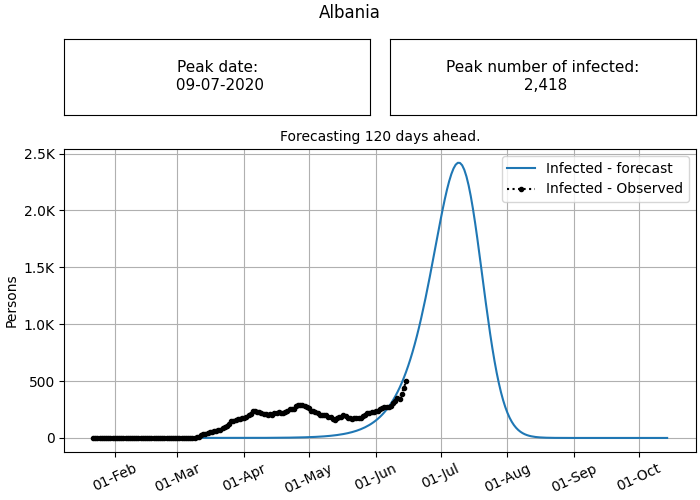 Albania
Peak date:
09-07-2020
Peak number of infected:
2,418
Forecasting 120 days ahead.
2.5K
2.0K
1.5K
1.0K
500
0
Persons
Infected - forecast
Infected - Observed
01-Feb
01-Mar
01-Apr
01-May
01-Jun
01-Jul
01-Aug
01-Sep
01-Oct